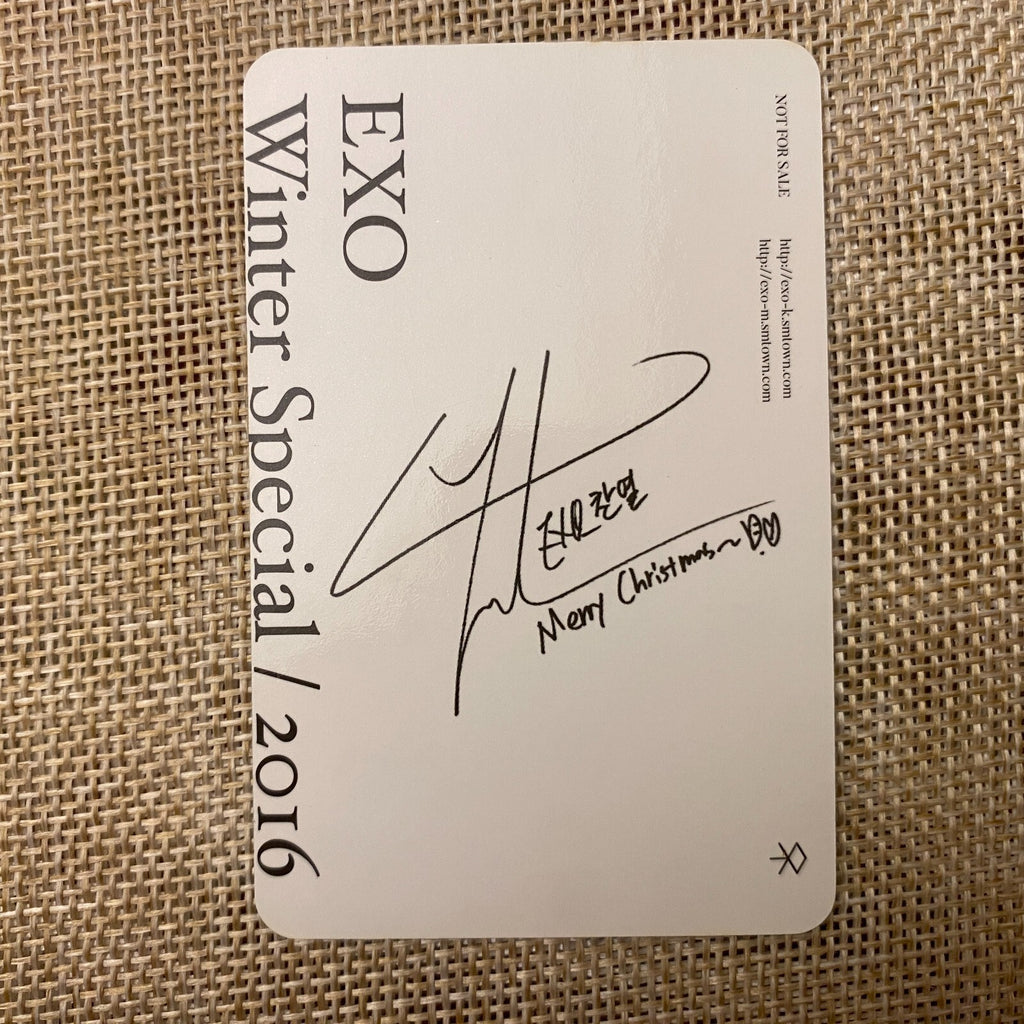 EXO
Winter Special / 2016
NOT FOR SALE
http://exo-k.smtown.com
http://exo-m.smtown.com
EXO 찬열
Merry Christmas~